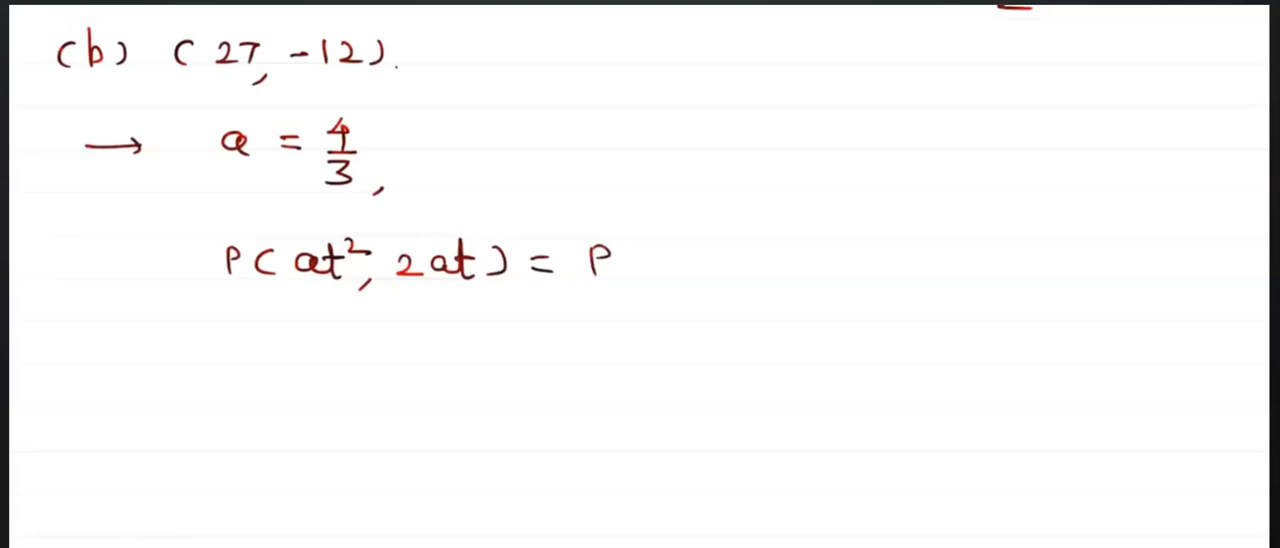 (b) (27, -12).
→ a = 4/3,
P(at², 2at) = P